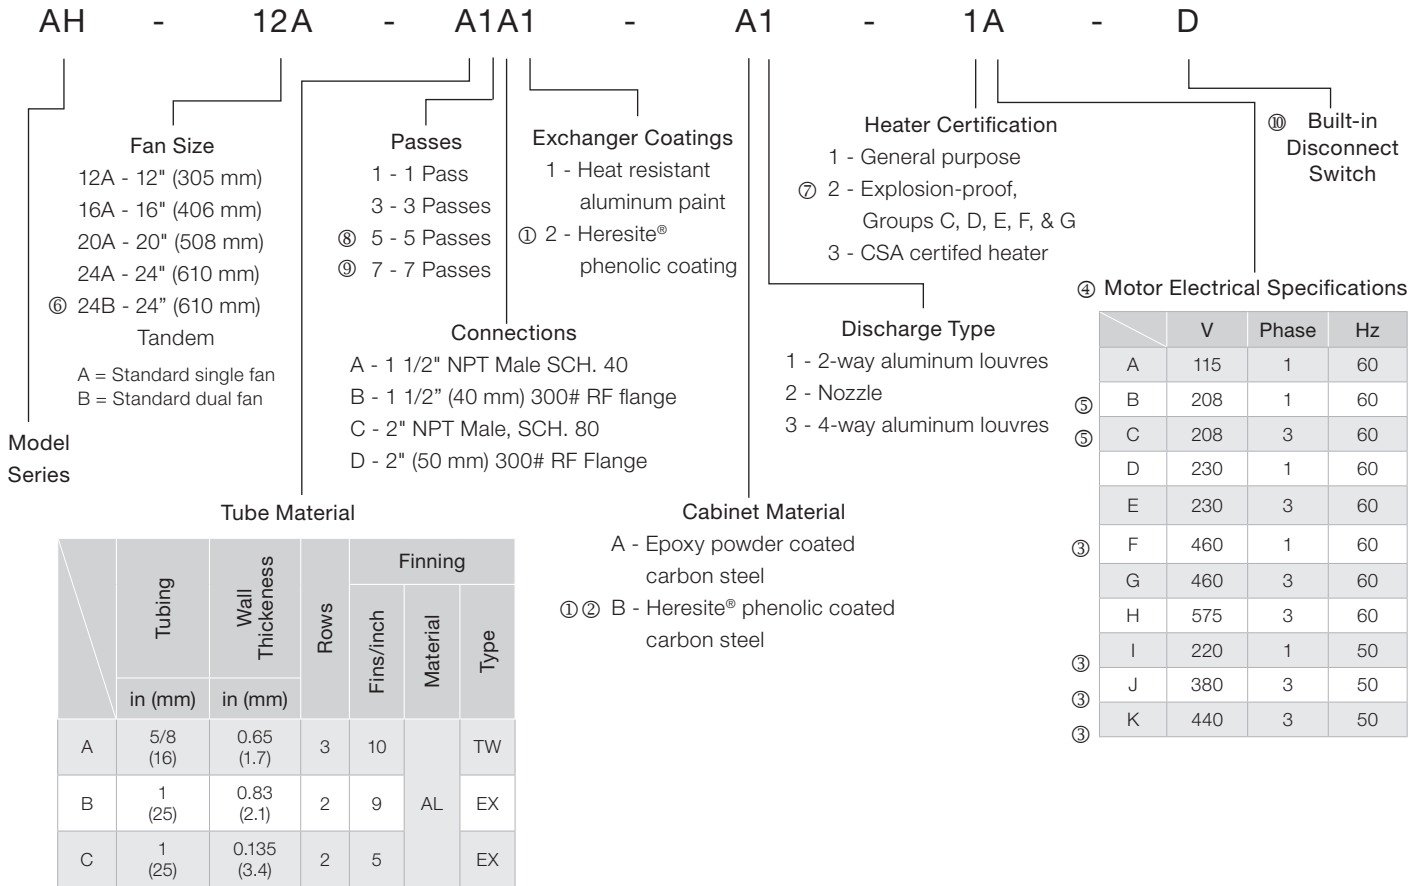 AH - 12A - A1A1 - A1 - 1A - D
Model
Series
Fan Size
12A - 12" (305 mm)
16A - 16" (406 mm)
20A - 20" (508 mm)
24A - 24" (610 mm)
⑥ 24B - 24” (610 mm)
Tandem
A = Standard single fan
B = Standard dual fan
Passes
1 - 1 Pass
3 - 3 Passes
⑧ 5 - 5 Passes
⑨ 7 - 7 Passes
Exchanger Coatings
1 - Heat resistant
aluminum paint
① 2 - Heresite®
phenolic coating
Connections
A - 1 1/2" NPT Male SCH. 40
B - 1 1/2” (40 mm) 300# RF flange
C - 2" NPT Male, SCH. 80
D - 2" (50 mm) 300# RF Flange
Heater Certification
1 - General purpose
⑦ 2 - Explosion-proof,
Groups C, D, E, F, & G
3 - CSA certifed heater
⑩ Built-in
Disconnect
Switch
Discharge Type
1 - 2-way aluminum louvres
2 - Nozzle
3 - 4-way aluminum louvres
④ Motor Electrical Specifications
V Phase Hz
A 115 1 60
⑤ B 208 1 60
⑤ C 208 3 60
D 230 1 60
E 230 3 60
③ F 460 1 60
G 460 3 60
H 575 3 60
③ I 220 1 50
③ J 380 3 50
③ K 440 3 50
Tube Material
Tubing
Wall
Thickeness
Rows
Finning
Fins/inch
Material
Type
in (mm) in (mm)
A 5/8 (16) 0.65 (1.7) 3 10 TW
B 1 (25) 0.83 (2.1) 2 9 AL EX
C 1 (25) 0.135 (3.4) 2 5 EX
Cabinet Material
A - Epoxy powder coated
carbon steel
①② B - Heresite® phenolic coated
carbon steel